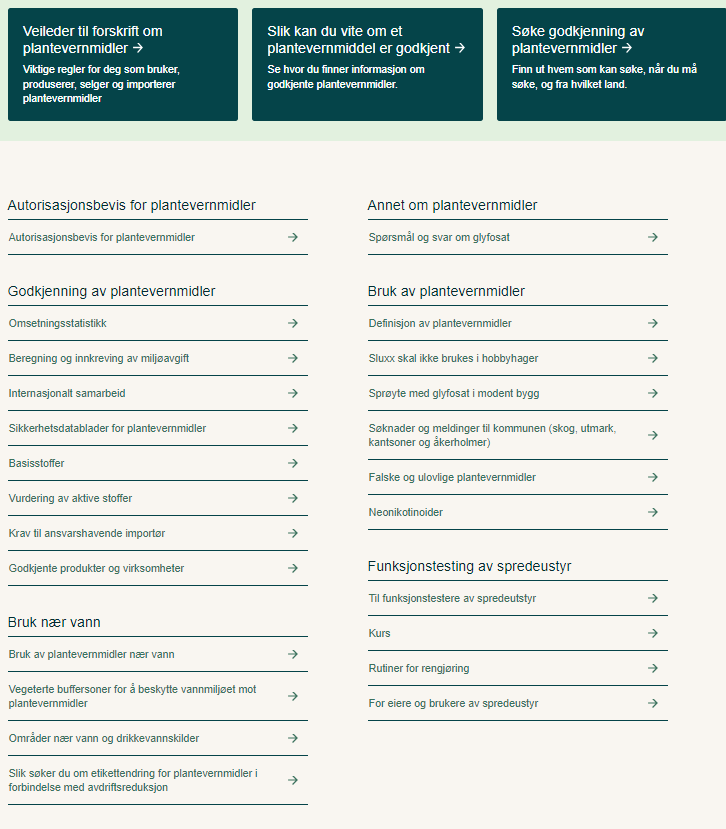 Veileder til forskrift om
plantevernmidler →
Viktige regler for deg som bruker,
produserer, selger og importerer
plantevernmidler
Slik kan du vite om et
plantevernmiddel er godkjent →
Se hvor du finner informasjon om
godkjente plantevernmidler.
Søke godkjenning av
plantevernmidler →
Finn ut hvem som kan søke, når du må
søke, og fra hvilket land.
Autorisasjonsbevis for plantevernmidler
Autorisasjonsbevis for plantevernmidler
Godkjenning av plantevernmidler
Omsetningsstatistikk
Beregning og innkreving av miljøavgift
Internasjonalt samarbeid
Sikkerhetsdatablader for plantevernmidler
Basisstoffer
Vurdering av aktive stoffer
Krav til ansvarshavende importør
Godkjente produkter og virksomheter
Bruk nær vann
Bruk av plantevernmidler nær vann
Vegeterte buffersoner for å beskytte vannmiljøet mot
plantevernmidler
Områder nær vann og drikkevannskilder
Slik søker du om etikettendring for plantevernmidler i
forbindelse med avdriftsreduksjon
Annet om plantevernmidler
Spørsmål og svar om glyfosat
Bruk av plantevernmidler
Definisjon av plantevernmidler
Sluxx skal ikke brukes i hobbyhager
Sprøyte med glyfosat i modent bygg
Søknader og meldinger til kommunen (skog, utmark,
kantsoner og åkerholmer)
Falske og ulovlige plantevernmidler
Neonikotinoider
Funksjonstesting av spredeustyr
Til funksjonstestere av spredeutstyr
Kurs
Rutiner for rengjøring
For eiere og brukere av spredeustyr